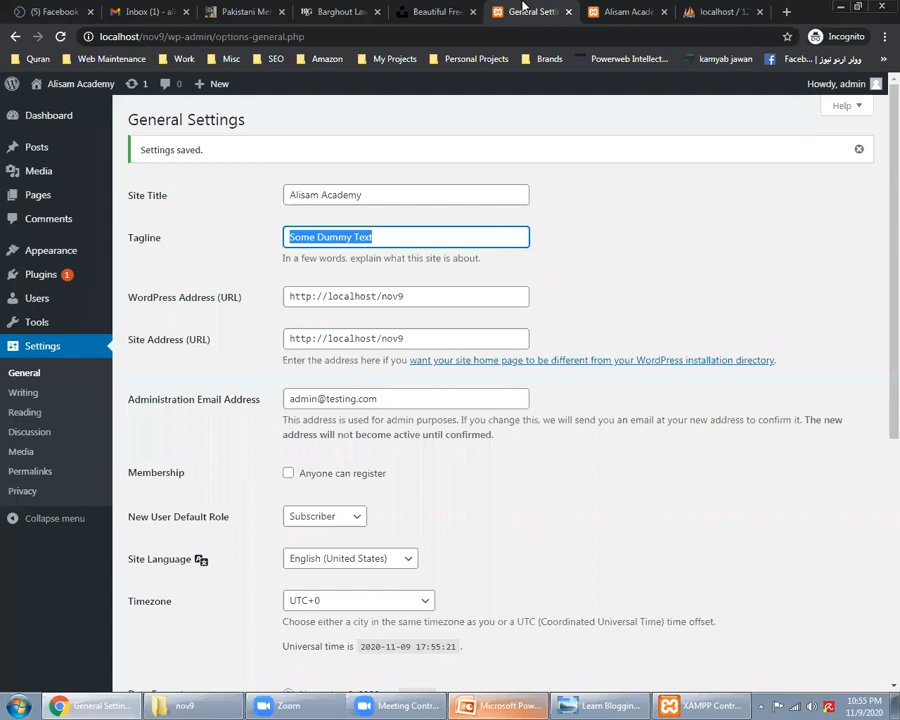 (5) Facebook
Inbox (1) - ali
Pakistani Me
Barghout Law
Beautiful Free
General Setti
Alisam Acade
localhost / 1
localhost/nov9/wp-admin/options-general.php
Incognito
Quran
Web Maintenance
Work
Misc
SEO
Amazon
My Projects
Personal Projects
Brands
Powerweb Intellect...
kamyab jawan
Faceb... | وولر اردو نیوز
»
Alisam Academy
1
0
New
Howdy, admin
Dashboard
Posts
Media
Pages
Comments
Appearance
Plugins 1
Users
Tools
Settings
General
Writing
Reading
Discussion
Media
Permalinks
Privacy
Collapse menu
Help
General Settings
Settings saved.
Site Title
Alisam Academy
Tagline
Some Dummy Text
In a few words, explain what this site is about.
WordPress Address (URL)
http://localhost/nov9
Site Address (URL)
http://localhost/nov9
Enter the address here if you want your site home page to be different from your WordPress installation directory.
Administration Email Address
admin@testing.com
This address is used for admin purposes. If you change this, we will send you an email at your new address to confirm it. The new
address will not become active until confirmed.
Membership
Anyone can register
New User Default Role
Subscriber
Site Language
English (United States)
Timezone
UTC+0
Choose either a city in the same timezone as you or a UTC (Coordinated Universal Time) time offset.
Universal time is 2020-11-09 17:55:21 .
General Settings...
nov9
Zoom
Meeting Contr...
Microsoft Pow...
Learn Blogging...
XAMPP Contr...
10:55 PM
11/9/2020